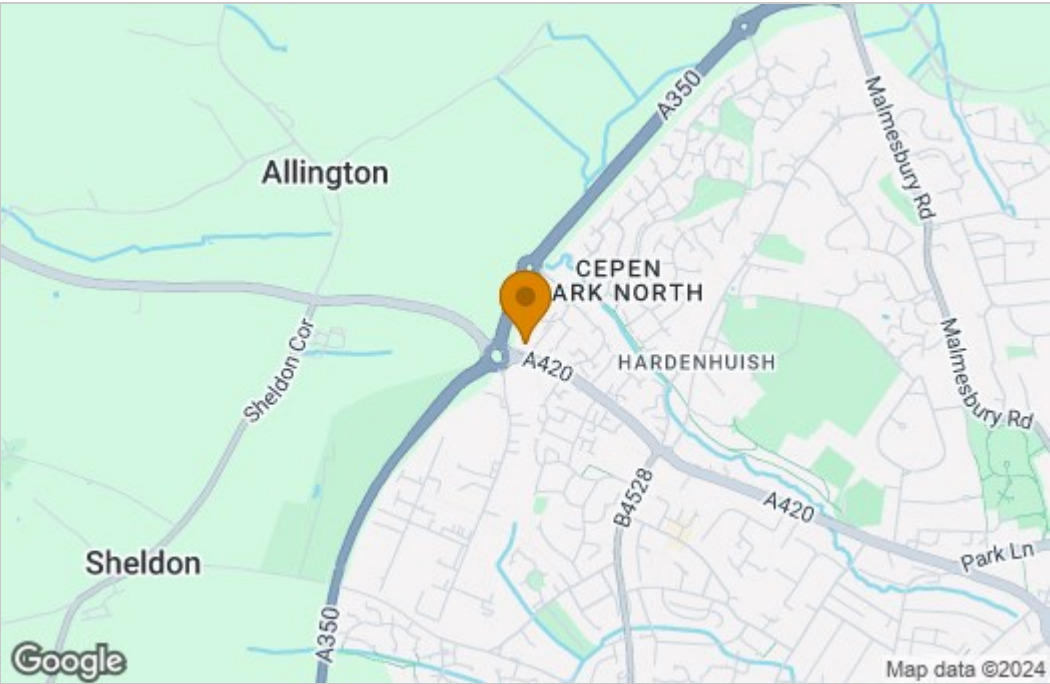 A350
Malmesbury Rd
Allington
CEPEN
ARK NORTH
A420
HARDENHUISH
Sheldon Cor
Malmesbury Rd
B4528
A420
Park Ln
Sheldon
A350
Google
Map data ©2024